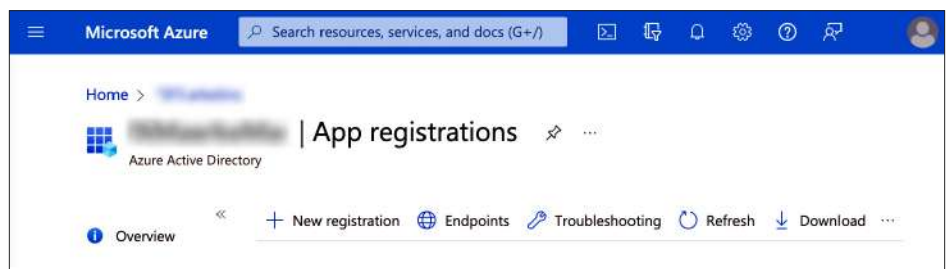 Microsoft Azure Search resources, services, and docs (G+/)
Home >
| App registrations ...
Azure Active Directory
« + New registration Endpoints Troubleshooting Refresh Download ...
Overview